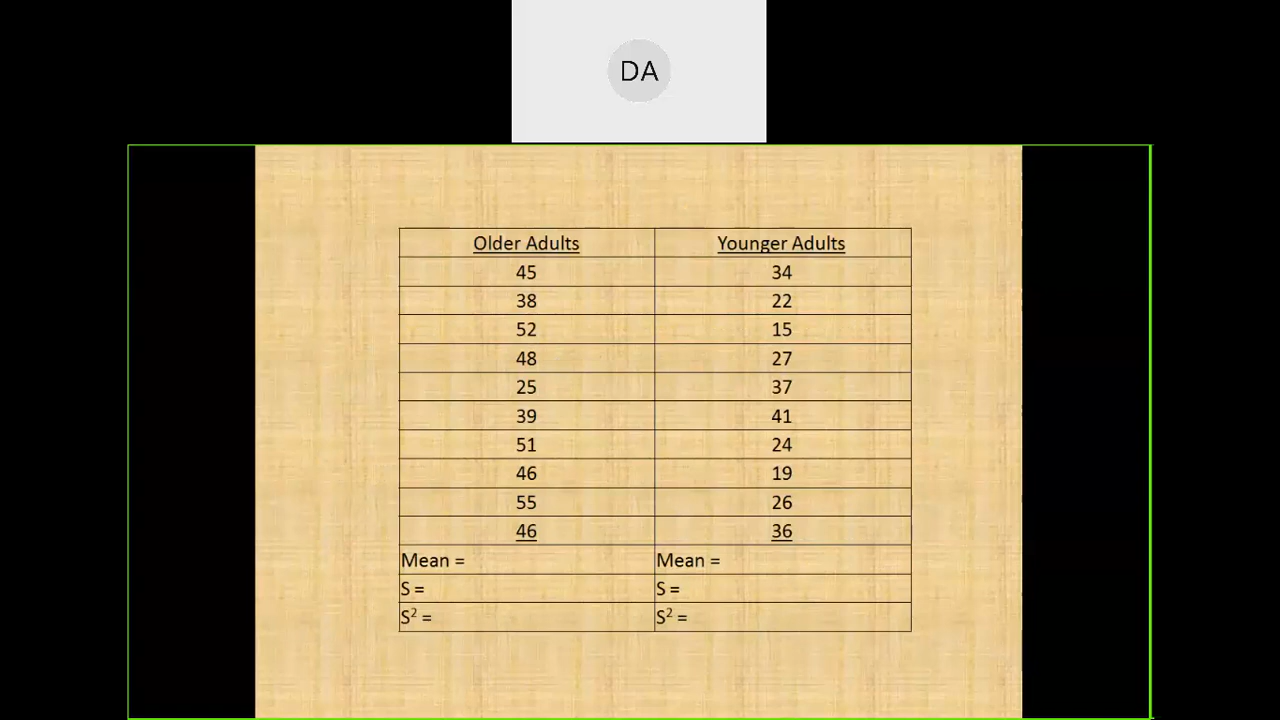 DA
Older Adults Younger Adults
45 34
38 22
52 15
48 27
25 37
39 41
51 24
46 19
55 26
46 36
Mean = Mean =
S = S =
S² = S² =